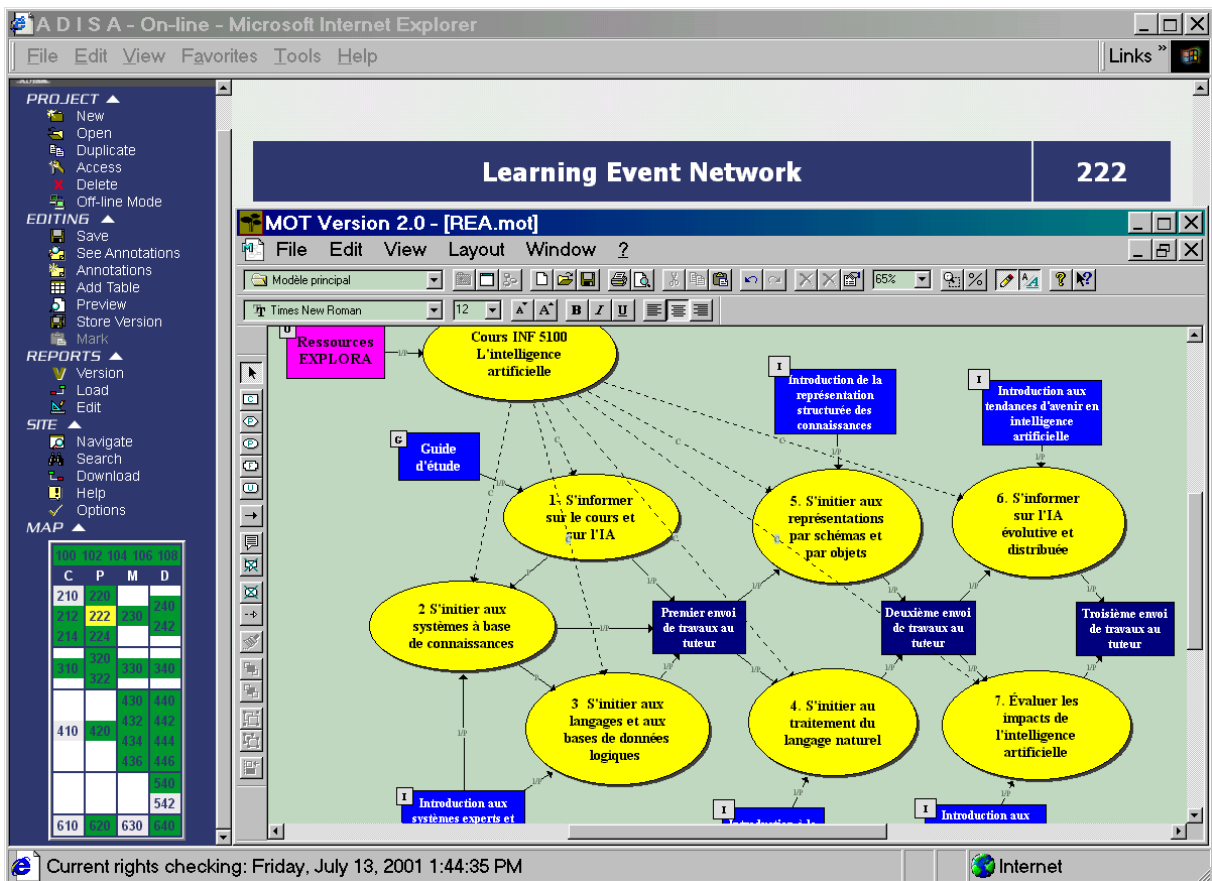 A D I S A - On-line - Microsoft Internet Explorer
File Edit View Favorites Tools Help
Links »
PROJECT
New
Open
Duplicate
Access
Delete
Off-line Mode
EDITING
Save
See Annotations
Annotations
Add Table
Preview
Store Version
Mark
REPORTS
Version
Load
Edit
SITE
Navigate
Search
Download
Help
Options
MAP
100 102 104 106 108
C P M D
210 220
240
212 222 230
242
214 224
320
310 330 340
322
430 440
432 442
410 420
434 444
436 446
540
542
610 620 630 640
Learning Event Network
222
MOT Version 2.0 - [REA.mot]
File Edit View Layout Window ?
Modèle principal
65%
Times New Roman
12
B I U
U
Ressources
EXPLORA
I/P
Cours INF 5100
L'intelligence
artificielle
I
Introduction de la
représentation
structurée des
connaissances
I
Introduction aux
tendances d'avenir en
intelligence
artificielle
G
Guide
d'étude
1. S'informer
sur le cours et
sur l'IA
5. S'initier aux
représentations
par schémas et
par objets
6. S'informer
sur l'IA
évolutive et
distribuée
2 S'initier aux
systèmes à base
de connaissances
Premier envoi
de travaux au
tuteur
Deuxième envoi
de travaux au
tuteur
Troisième envoi
de travaux au
tuteur
3 S'initier aux
langages et aux
bases de données
logiques
4. S'initier au
traitement du
langage naturel
7. Évaluer les
impacts de
l'intelligence
artificielle
I
Introduction aux
systèmes experts et
I
I
Introduction aux
Current rights checking: Friday, July 13, 2001 1:44:35 PM
Internet